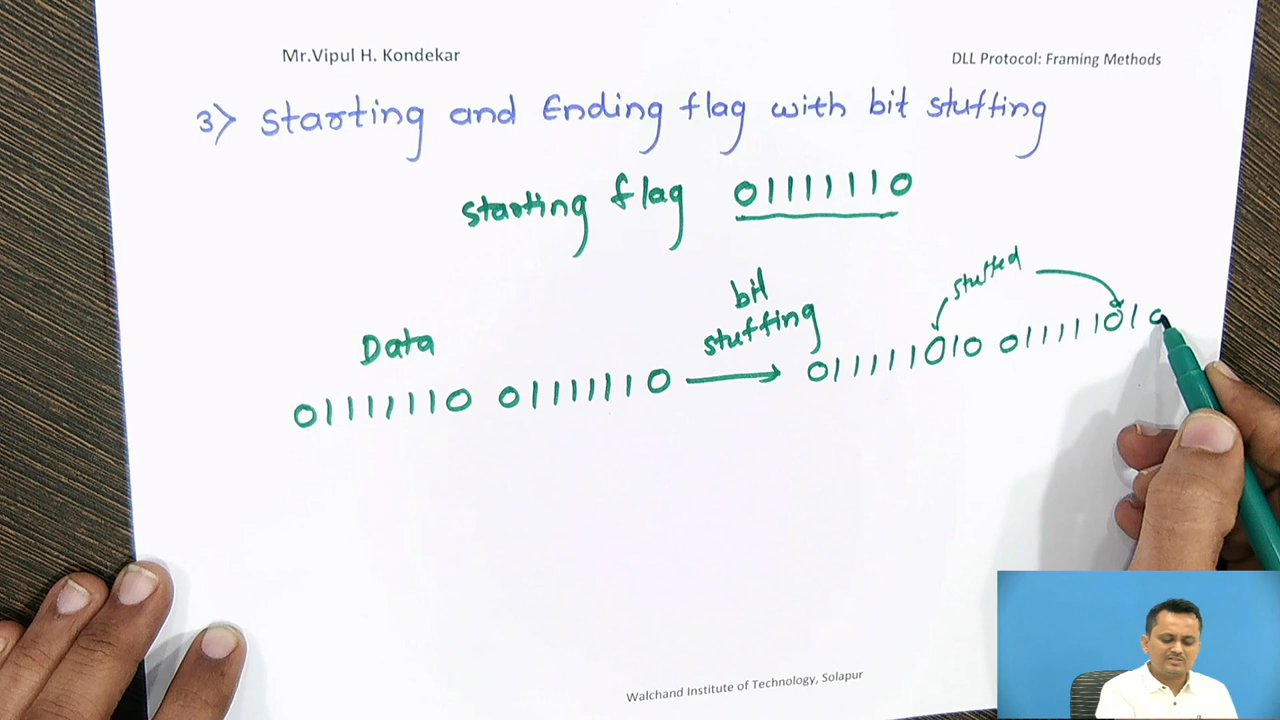 Mr.Vipul H. Kondekar
DLL Protocol: Framing Methods
3> Starting and Ending flag with bit stuffing
starting flag 01111110
Data
bit
stuffing
stuffed
01111110 01111110 → 011111010 011111010
Walchand Institute of Technology, Solapur